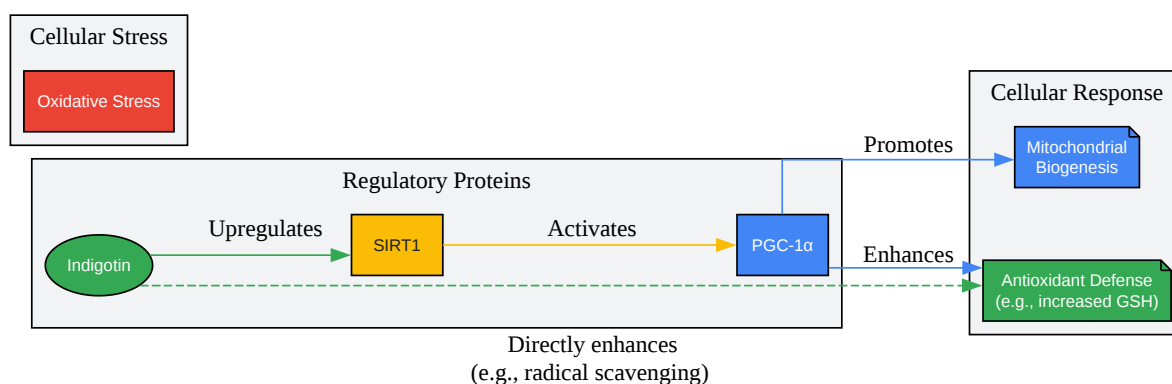 Cellular Stress
Oxidative Stress
Cellular Response
Mitochondrial
Biogenesis
Promotes
Regulatory Proteins
Upregulates
Activates
Indigotin
SIRT1
PGC-1α
Enhances
Antioxidant Defense
(e.g., increased GSH)
Directly enhances
(e.g., radical scavenging)